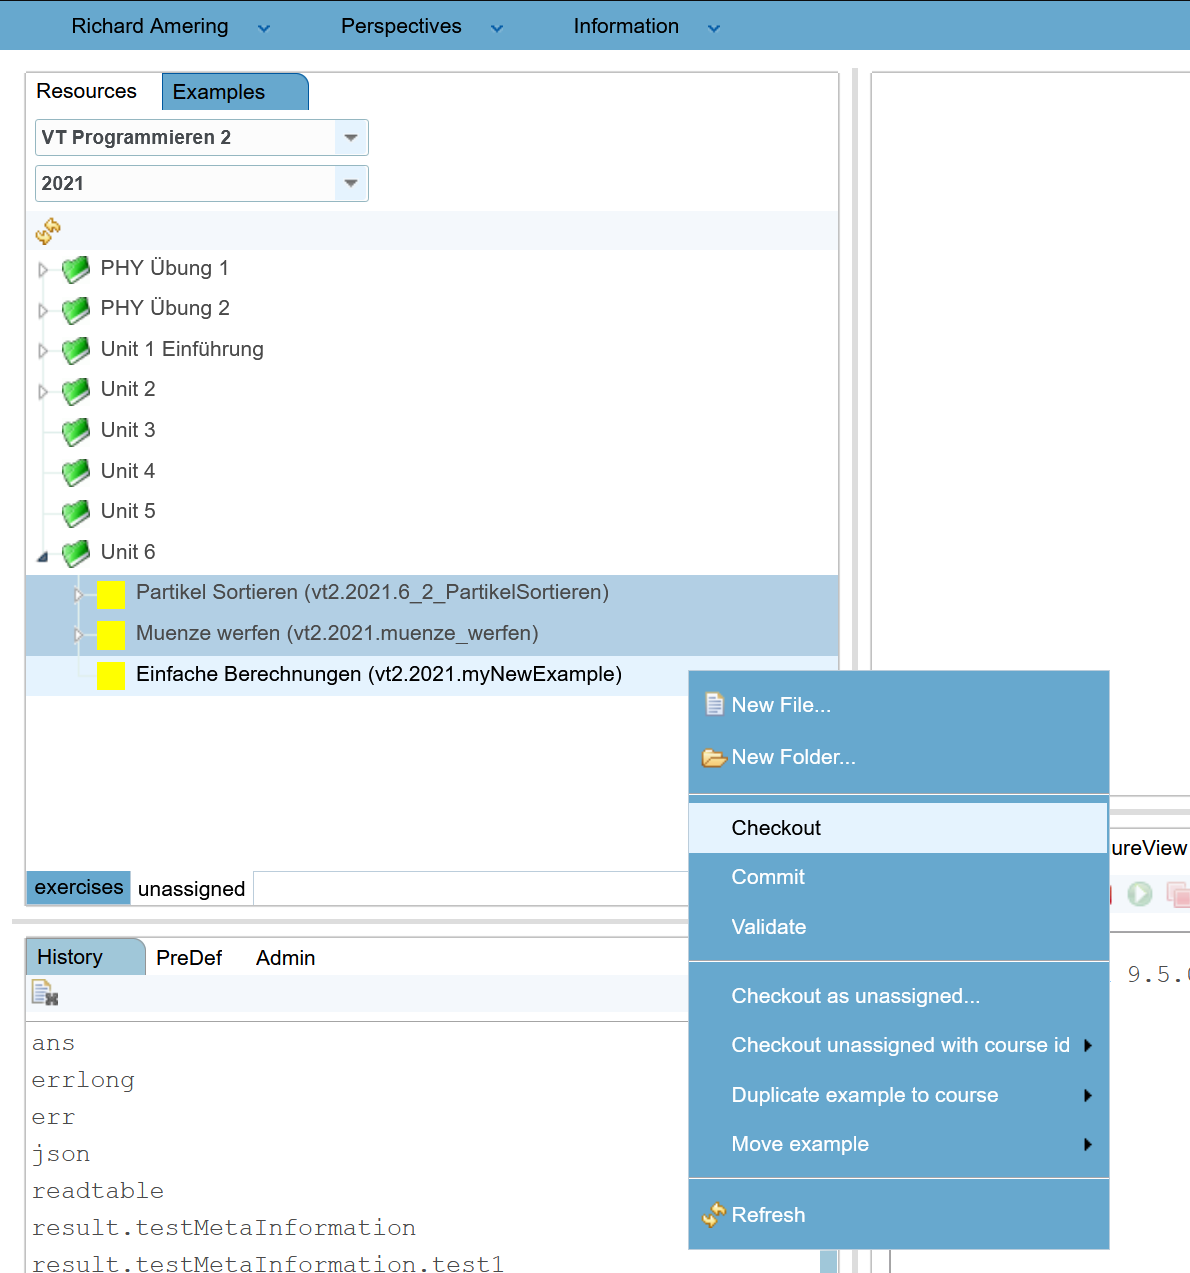 Richard Amering Perspectives Information
Resources Examples
VT Programmieren 2
2021
PHY Übung 1
PHY Übung 2
Unit 1 Einführung
Unit 2
Unit 3
Unit 4
Unit 5
Unit 6
Partikel Sortieren (vt2.2021.6_2_PartikelSortieren)
Muenze werfen (vt2.2021.muenze_werfen)
Einfache Berechnungen (vt2.2021.myNewExample)
New File...
New Folder...
Checkout
Commit
Validate
Checkout as unassigned...
Checkout unassigned with course id
Duplicate example to course
Move example
Refresh
ureView
9.5.
exercises unassigned
History PreDef Admin
ans
errlong
err
json
readtable
result.testMetaInformation
result.testMetaInformation.test1